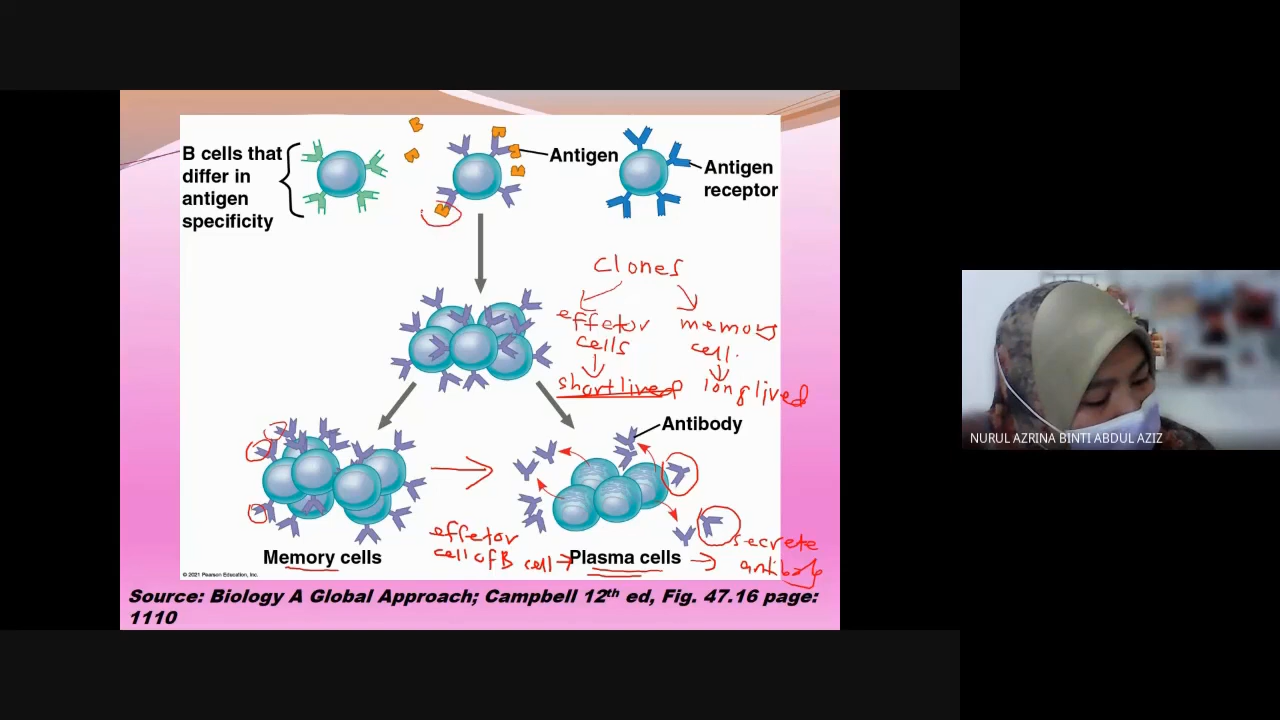 B cells that
differ in
antigen
specificity
Antigen
Antigen
receptor
clones
effetor
cells
memory
cell.
short lived
long lived
Antibody
NURUL AZRINA BINTI ABDUL AZIZ
effetor
cell of B cell
Memory cells
Plasma cells
secrete
antibody
© 2021 Pearson Education, Inc.
Source: Biology A Global Approach; Campbell 12th ed, Fig. 47.16 page:
1110